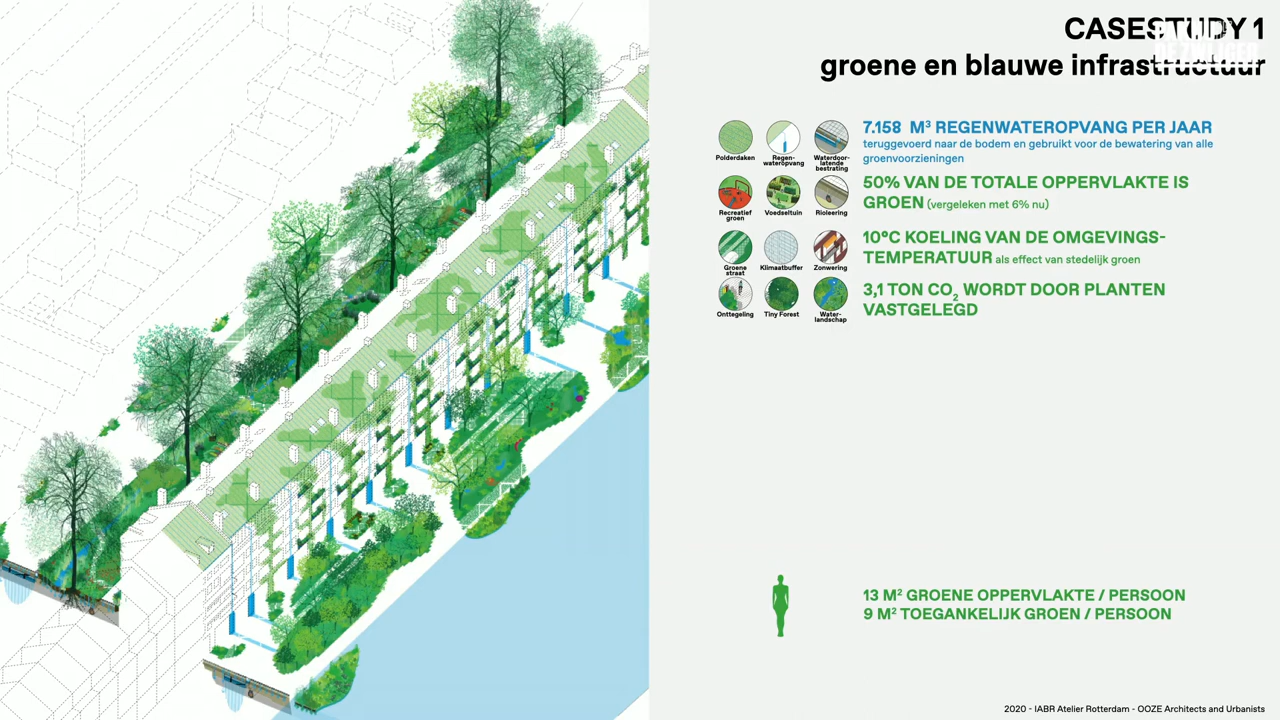 CASESTUDY 1
groene en blauwe infrastructuur
DE ZWIJGER
Polderdaken
Regen-
wateropvang
Waterdoor-
latende
bestrating
7.158 M³ REGENWATEROPVANG PER JAAR
teruggevoerd naar de bodem en gebruikt voor de bewatering van alle
groenvoorzieningen
Recreatief
groen
Voedseltuin
Riolering
50% VAN DE TOTALE OPPERVLAKTE IS
GROEN (vergeleken met 6% nu)
Groene
straat
Klimaatbuffer
Zonwering
10°C KOELING VAN DE OMGEVINGS-
TEMPERATUUR als effect van stedelijk groen
Onttegeling
Tiny Forest
Water-
landschap
3,1 TON CO₂ WORDT DOOR PLANTEN
VASTGELEGD
13 M² GROENE OPPERVLAKTE / PERSOON
9 M² TOEGANKELIJK GROEN / PERSOON
2020 - IABR Atelier Rotterdam - OOZE Architects and Urbanists